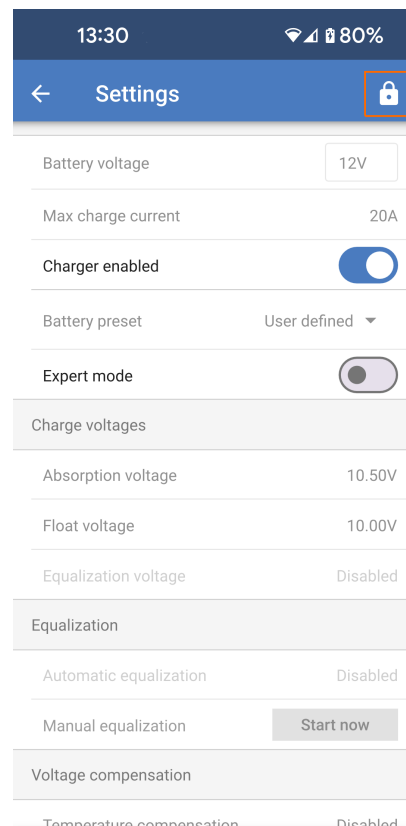 13:30 80%
Settings
Battery voltage 12V
Max charge current 20A
Charger enabled
Battery preset User defined
Expert mode
Charge voltages
Absorption voltage 10.50V
Float voltage 10.00V
Equalization voltage Disabled
Equalization
Automatic equalization Disabled
Manual equalization Start now
Voltage compensation
Temperature compensation Disabled